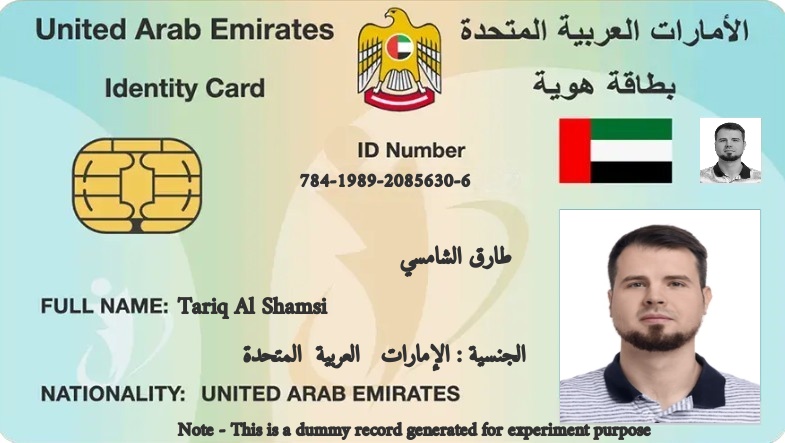 United Arab Emirates
الأمارات العربية المتحدة
Identity Card
بطاقة هوية
ID Number
784-1989-2085630-6
طارق الشامسي
FULL NAME: Tariq Al Shamsi
الجنسية : الإمارات العربية المتحدة
NATIONALITY: UNITED ARAB EMIRATES
Note - This is a dummy record generated for experiment purpose